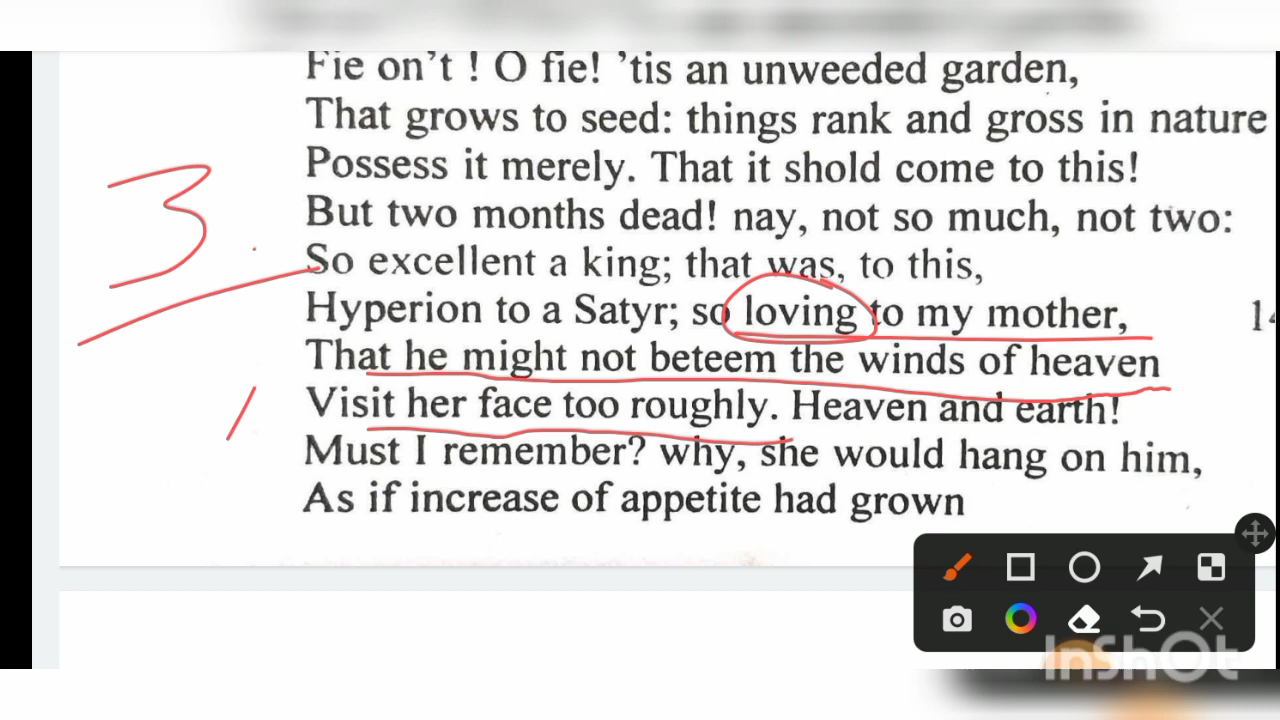 Fie on't ! O fie! 'tis an unweeded garden,
That grows to seed: things rank and gross in nature
Possess it merely. That it shold come to this!
But two months dead! nay, not so much, not two:
3. So excellent a king; that was, to this,
Hyperion to a Satyr; so loving to my mother,
That he might not beteem the winds of heaven
Visit her face too roughly. Heaven and earth!
Must I remember? why, she would hang on him,
As if increase of appetite had grown
InShOt